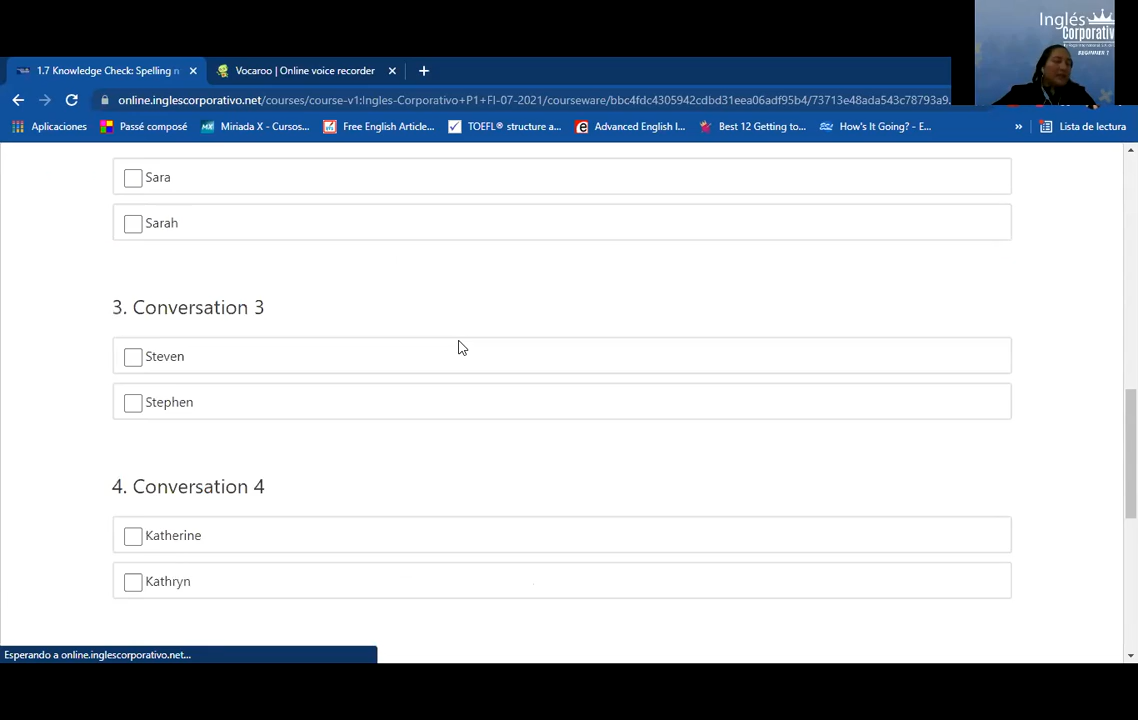 Inglés
Corporativ
BEGINNER 1
1.7 Knowledge Check: Spelling n
Vocaroo | Online voice recorder
online.inglescorporativo.net/courses/course-v1:Ingles-Corporativo+P1+FI-07-2021/courseware/bbc4fdc4305942cdbd31eea06adf95b4/73713e48ada543c78793a9.
Aplicaciones
Passé composé
Miriada X - Cursos...
Free English Article...
TOEFL® structure a...
Advanced English l...
Best 12 Getting to...
How's It Going? - E...
»
Lista de lectura
Sara
Sarah
3. Conversation 3
Steven
Stephen
4. Conversation 4
Katherine
Kathryn
Esperando a online.inglescorporativo.net...